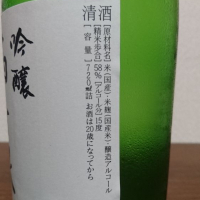 清酒
[原材料名]米(国産)・米麹(国産米)・醸造アルコール
[精米歩合]58%[アルコール分]15度
[容量]720ml詰 お酒は20歳になってから
吟醸